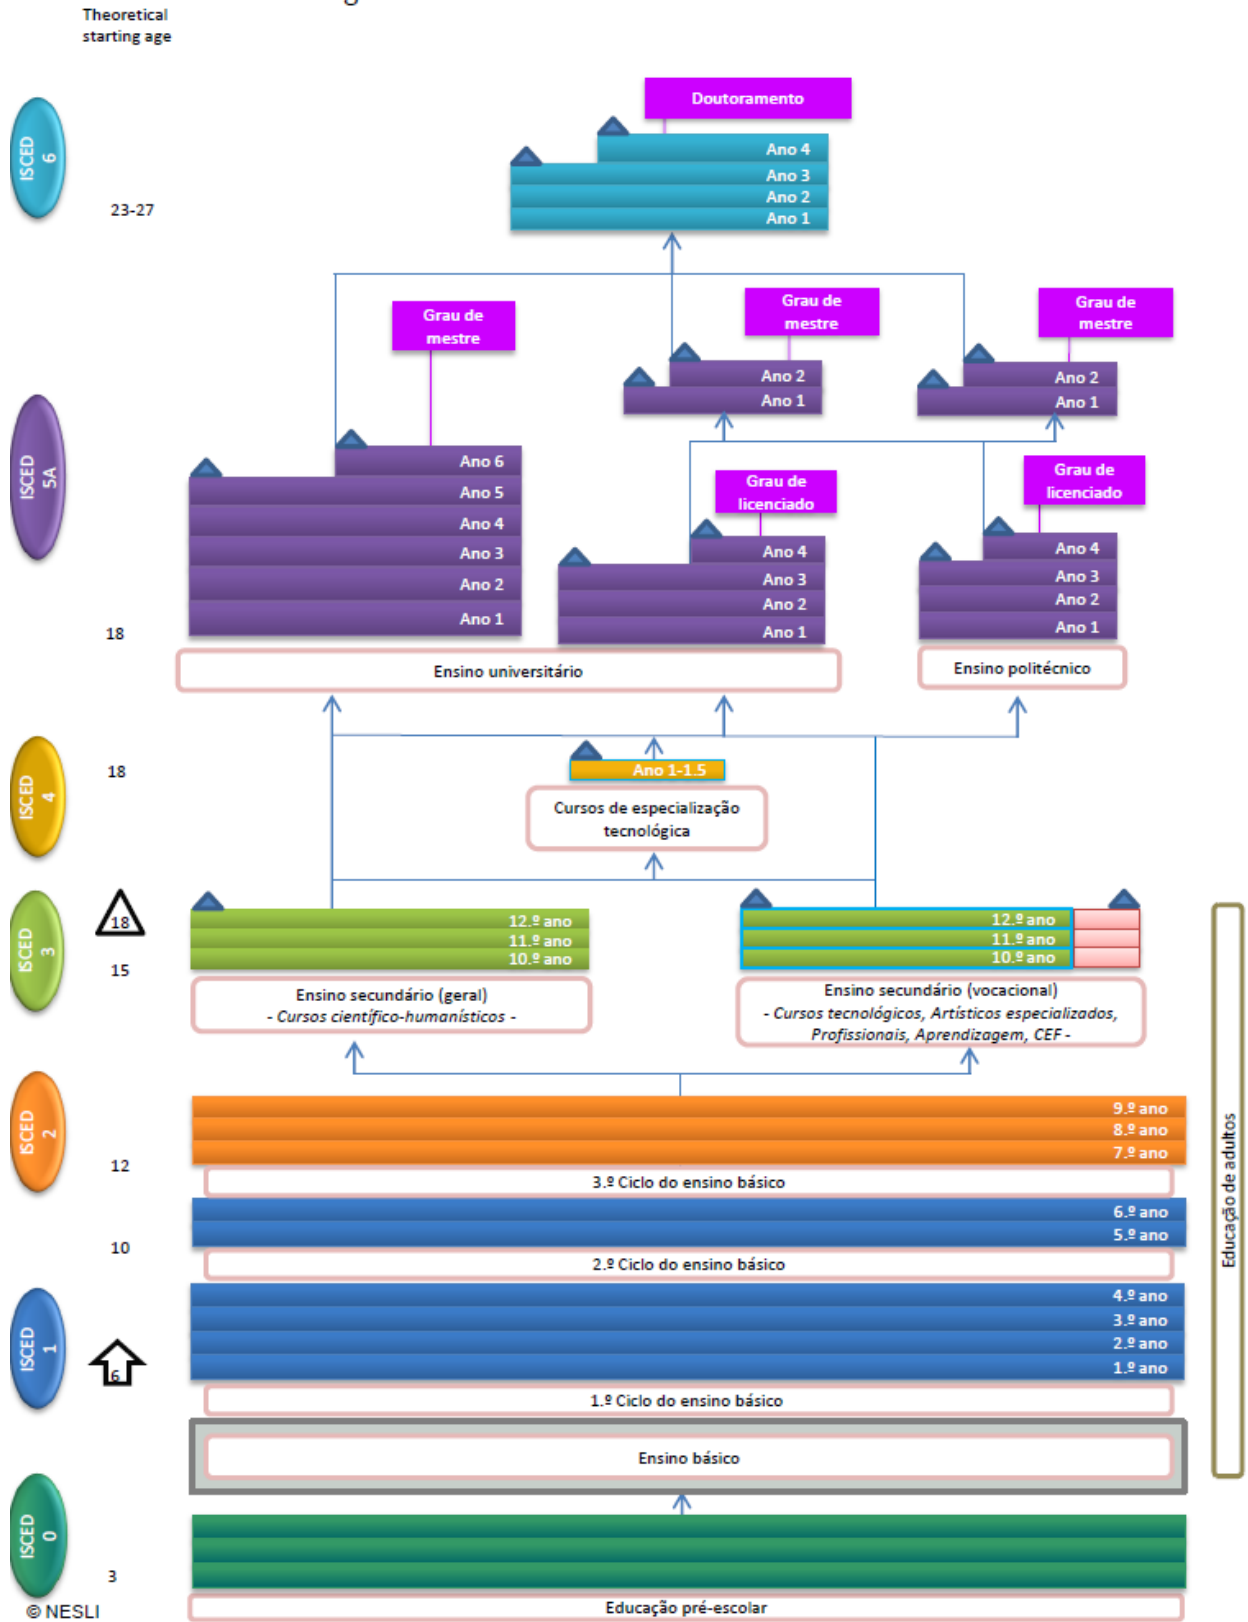 Theoretical
starting age
ISCED
6
Doutoramento
Ano 4
Ano 3
Ano 2
Ano 1
23-27
Grau de
mestre
Grau de
mestre
Grau de
mestre
Ano 2
Ano 1
Ano 2
Ano 1
ISCED
5A
Ano 6
Ano 5
Ano 4
Ano 3
Ano 2
Ano 1
Grau de
licenciado
Ano 4
Ano 3
Ano 2
Ano 1
Grau de
licenciado
Ano 4
Ano 3
Ano 2
Ano 1
18
Ensino universitário
Ensino politécnico
ISCED
4
18
Ano 1-1.5
Cursos de especialização
tecnológica
ISCED
3
18
15
12.º ano
11.º ano
10.º ano
Ensino secundário (geral)
- Cursos científico-humanísticos -
12.º ano
11.º ano
10.º ano
Ensino secundário (vocacional)
- Cursos tecnológicos, Artísticos especializados,
Profissionais, Aprendizagem, CEF -
ISCED
2
9.º ano
8.º ano
7.º ano
12
3.º Ciclo do ensino básico
6.º ano
5.º ano
10
2.º Ciclo do ensino básico
ISCED
1
4.º ano
3.º ano
2.º ano
1.º ano
6
1.º Ciclo do ensino básico
Ensino básico
Educação de adultos
ISCED
0
3
Educação pré-escolar
© NESLI